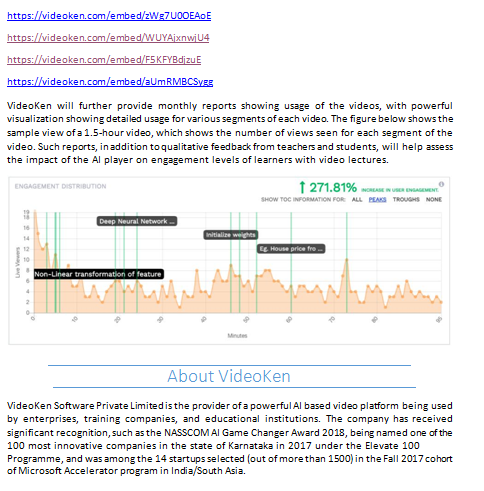 https://videoken.com/embed/zWg7U0OEAoE
https://videoken.com/embed/WUYAjxnwjU4
https://videoken.com/embed/F5KFYBdjzuE
https://videoken.com/embed/aUmRMBCSygg
VideoKen will further provide monthly reports showing usage of the videos, with powerful
visualization showing detailed usage for various segments of each video. The figure below shows the
sample view of a 1.5-hour video, which shows the number of views seen for each segment of the
video. Such reports, in addition to qualitative feedback from teachers and students, will help assess
the impact of the AI player on engagement levels of learners with video lectures.
ENGAGEMENT DISTRIBUTION
271.81% INCREASE IN USER ENGAGEMENT.
SHOW TOC INFORMATION FOR: ALL PEAKS TROUGHS NONE
Live Viewers
19
18
16
14
12
10
8
6
4
2
0
Deep Neural Network ...
Initialize weights
Eg. House price fro ...
Non-Linear transformation of feature
0 10 20 30 40 50 60 70 80 95
Minutes
About VideoKen
VideoKen Software Private Limited is the provider of a powerful AI based video platform being used
by enterprises, training companies, and educational institutions. The company has received
significant recognition, such as the NASSCOM AI Game Changer Award 2018, being named one of the
100 most innovative companies in the state of Karnataka in 2017 under the Elevate 100
Programme, and was among the 14 startups selected (out of more than 1500) in the Fall 2017 cohort
of Microsoft Accelerator program in India/South Asia.